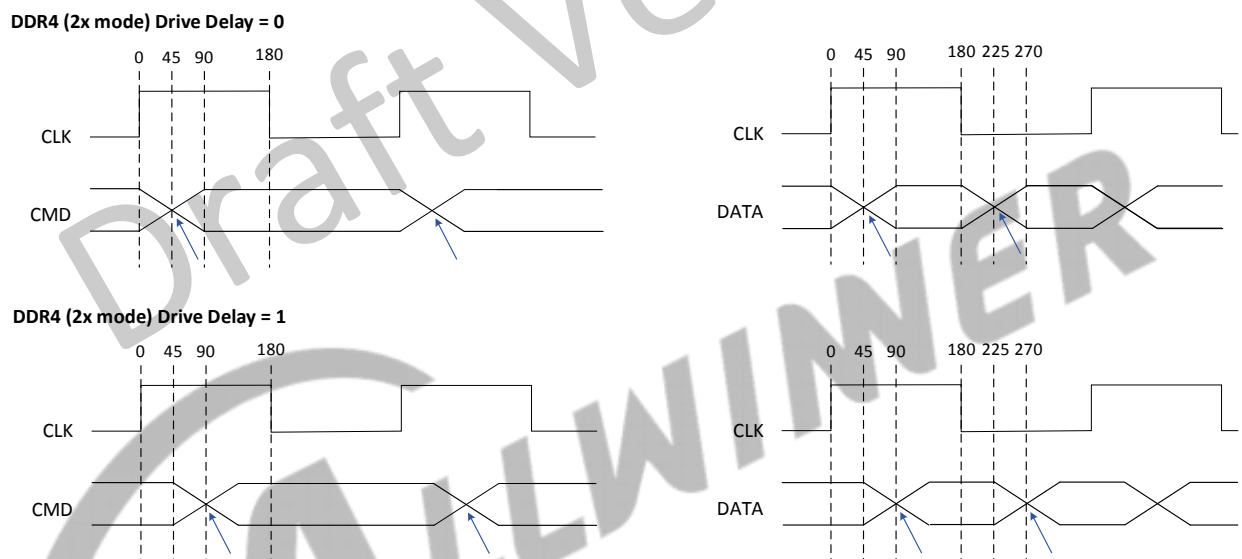 DDR4 (2x mode) Drive Delay = 0
0 45 90 180
CLK
CMD
0 45 90 180 225 270
CLK
DATA
DDR4 (2x mode) Drive Delay = 1
0 45 90 180
CLK
CMD
0 45 90 180 225 270
CLK
DATA
Draft Ve
ALLWINNER